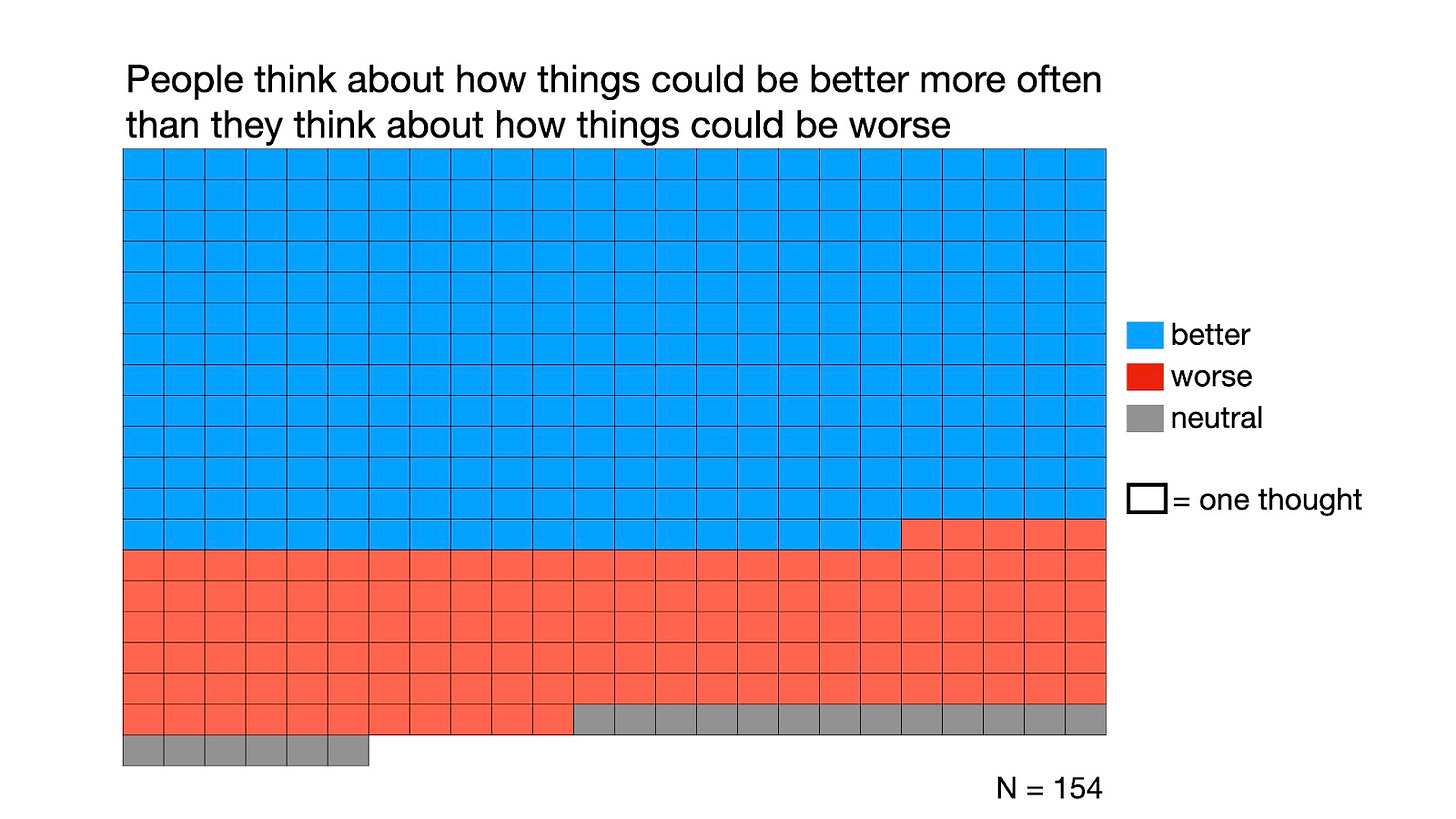 People think about how things could be better more often
than they think about how things could be worse
better
worse
neutral
= one thought
N = 154